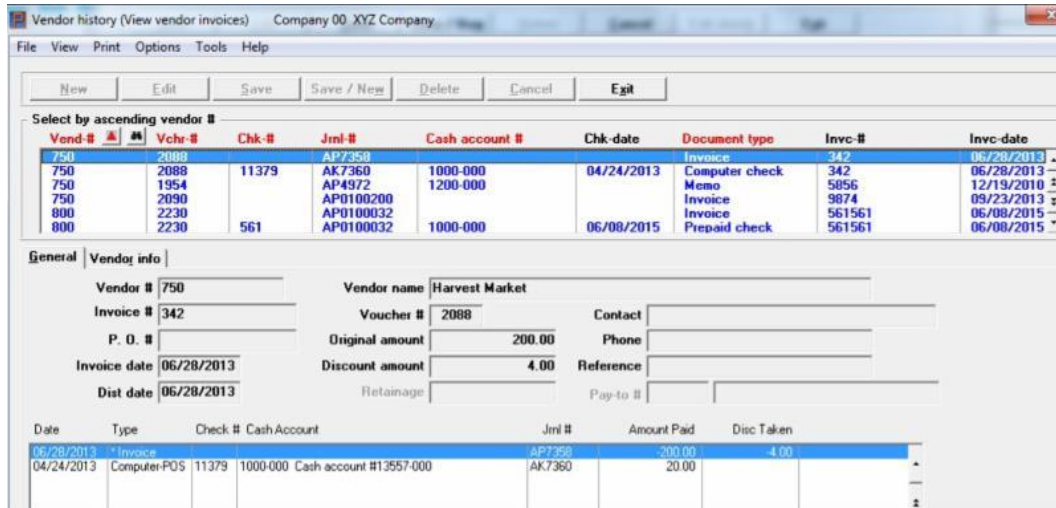 Vendor history (View vendor invoices) Company 00 XYZ Company
File View Print Options Tools Help
New Edit Save Save / New Delete Cancel Exit
Select by ascending vendor #
Vend-# Vchr-# Chk-# Jrnl-# Cash account # Chk-date Document type Invc-# Invc-date
750 2088 AP7358 Invoice 342 06/28/2013
750 2088 11379 AK7360 1000-000 04/24/2013 Computer check 342 06/28/2013
750 1954 AP4972 1200-000 Memo 5856 12/19/2010
750 2090 AP0100200 Invoice 9874 09/23/2013
800 2230 AP0100032 Invoice 561561 06/08/2015
800 2230 561 AP0100032 1000-000 06/08/2015 Prepaid check 561561 06/08/2015
General Vendor info
Vendor # 750 Vendor name Harvest Market
Invoice # 342 Voucher # 2088 Contact
P. O. # Original amount 200.00 Phone
Invoice date 06/28/2013 Discount amount 4.00 Reference
Dist date 06/28/2013 Retainage Pay-to #
Date Type Check # Cash Account Jrnl # Amount Paid Disc Taken
06/28/2013 * Invoice AP7358 -200.00 -4.00
04/24/2013 Computer-POS 11379 1000-000 Cash account #13557-000 AK7360 20.00